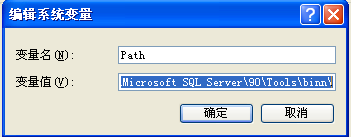 编辑系统变量
变量名(N): Path
变量值(V): Microsoft SQL Server\90\Tools\binn\
确定 取消